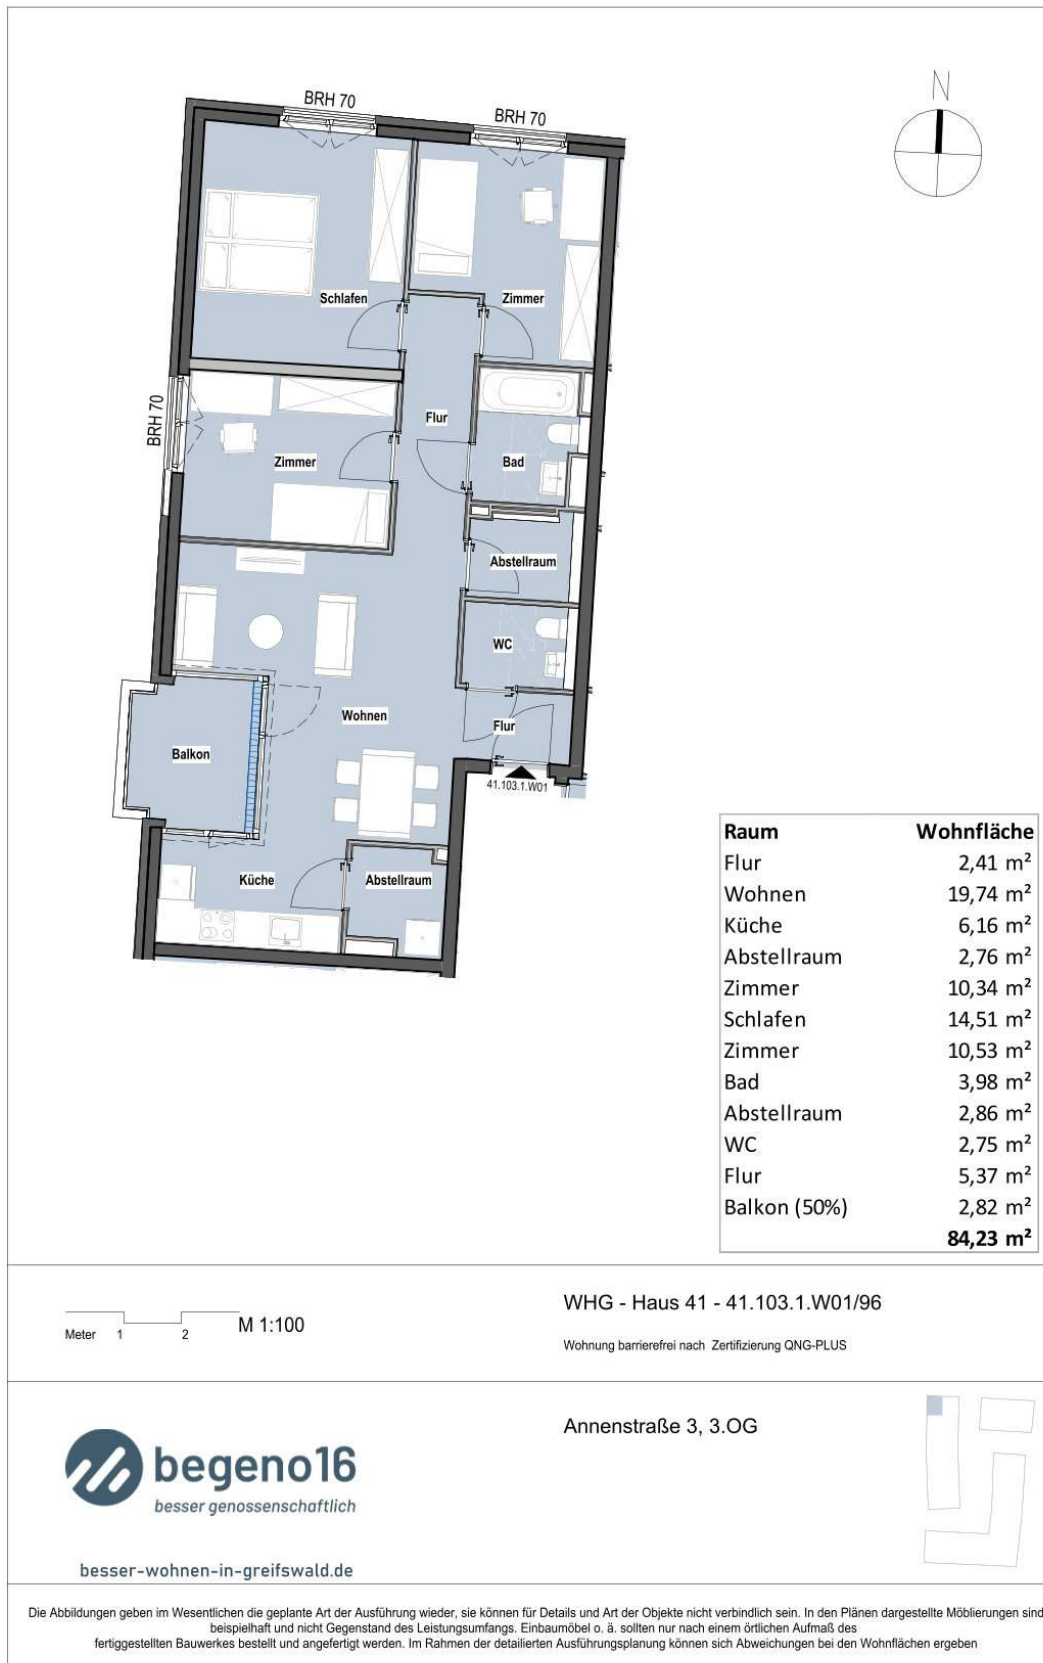 N
BRH 70
BRH 70
Schlafen
Zimmer
BRH 70
Flur
Zimmer
Bad
Abstellraum
WC
Wohnen
Flur
Balkon
41.103.1.W01
Küche
Abstellraum
Raum Wohnfläche
Flur 2,41 m²
Wohnen 19,74 m²
Küche 6,16 m²
Abstellraum 2,76 m²
Zimmer 10,34 m²
Schlafen 14,51 m²
Zimmer 10,53 m²
Bad 3,98 m²
Abstellraum 2,86 m²
WC 2,75 m²
Flur 5,37 m²
Balkon (50%) 2,82 m²
84,23 m²
Meter 1 2 M 1:100
WHG - Haus 41 - 41.103.1.W01/96
Wohnung barrierefrei nach Zertifizierung QNG-PLUS
Annenstraße 3, 3.OG
begeno16
besser genossenschaftlich
besser-wohnen-in-greifswald.de
Die Abbildungen geben im Wesentlichen die geplante Art der Ausführung wieder, sie können für Details und Art der Objekte nicht verbindlich sein. In den Plänen dargestellte Möblierungen sind
beispielhaft und nicht Gegenstand des Leistungsumfangs. Einbaumöbel o. ä. sollten nur nach einem örtlichen Aufmaß des
fertiggestellten Bauwerkes bestellt und angefertigt werden. Im Rahmen der detailierten Ausführungsplanung können sich Abweichungen bei den Wohnflächen ergeben